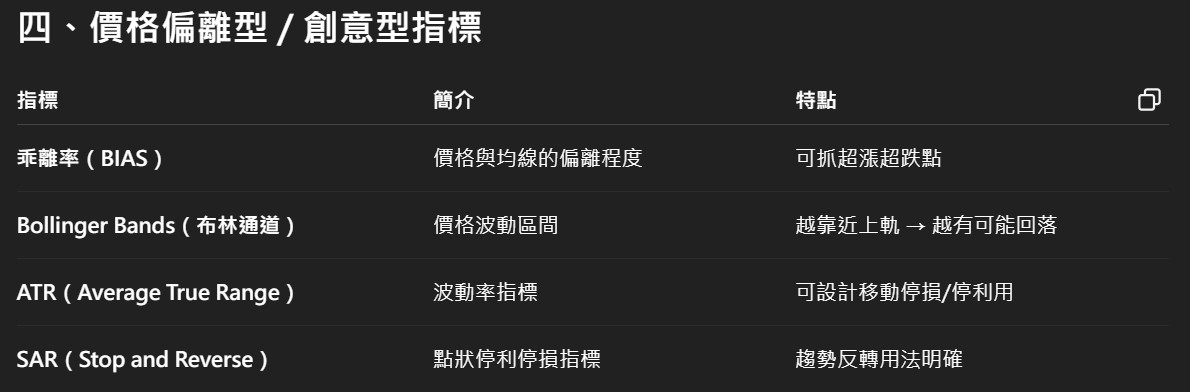 四、價格偏離型 / 創意型指標
指標 簡介 特點
乖離率（BIAS） 價格與均線的偏離程度 可抓超漲超跌點
Bollinger Bands（布林通道） 價格波動區間 越靠近上軌 → 越有可能回落
ATR（Average True Range） 波動率指標 可設計移動停損/停利用
SAR（Stop and Reverse） 點狀停利停損指標 趨勢反轉用法明確